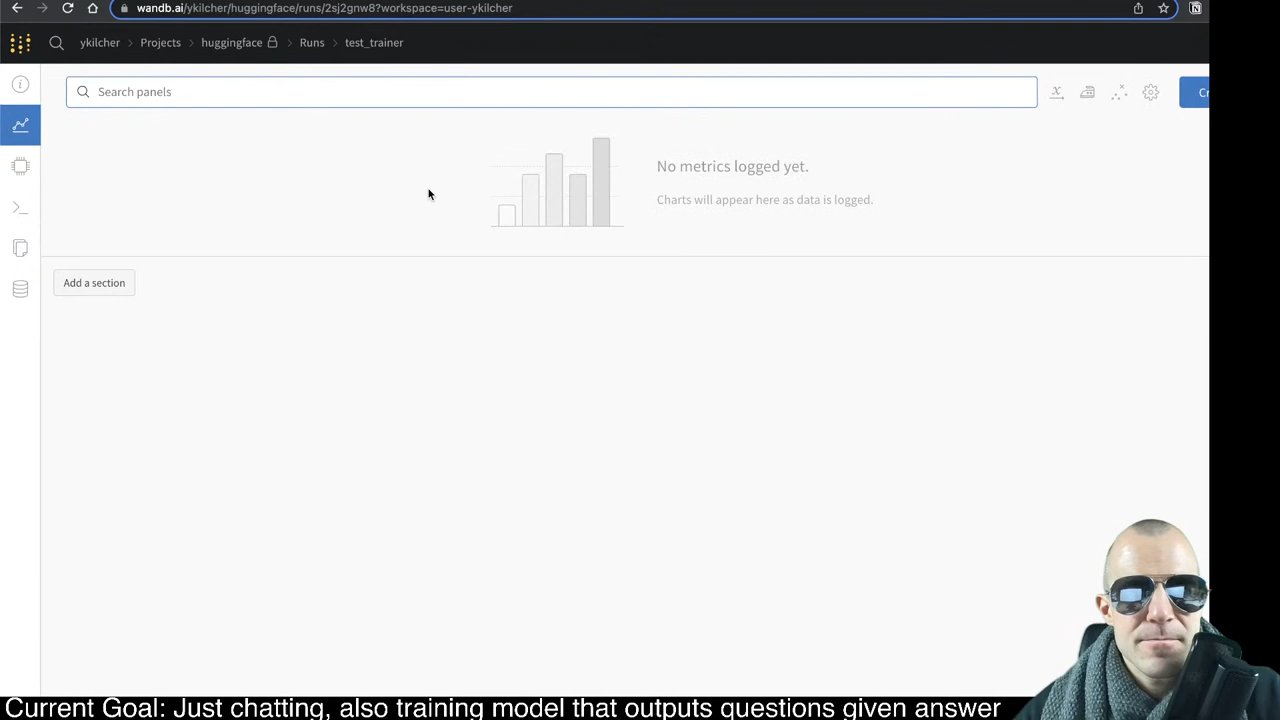 wandb.ai/ykilcher/huggingface/runs/2sj2gnw8?workspace=user-ykilcher
ykilcher > Projects > huggingface > Runs > test_trainer
Search panels
Cr
No metrics logged yet.
Charts will appear here as data is logged.
Add a section
Current Goal: Just chatting, also training model that outputs questions given answer